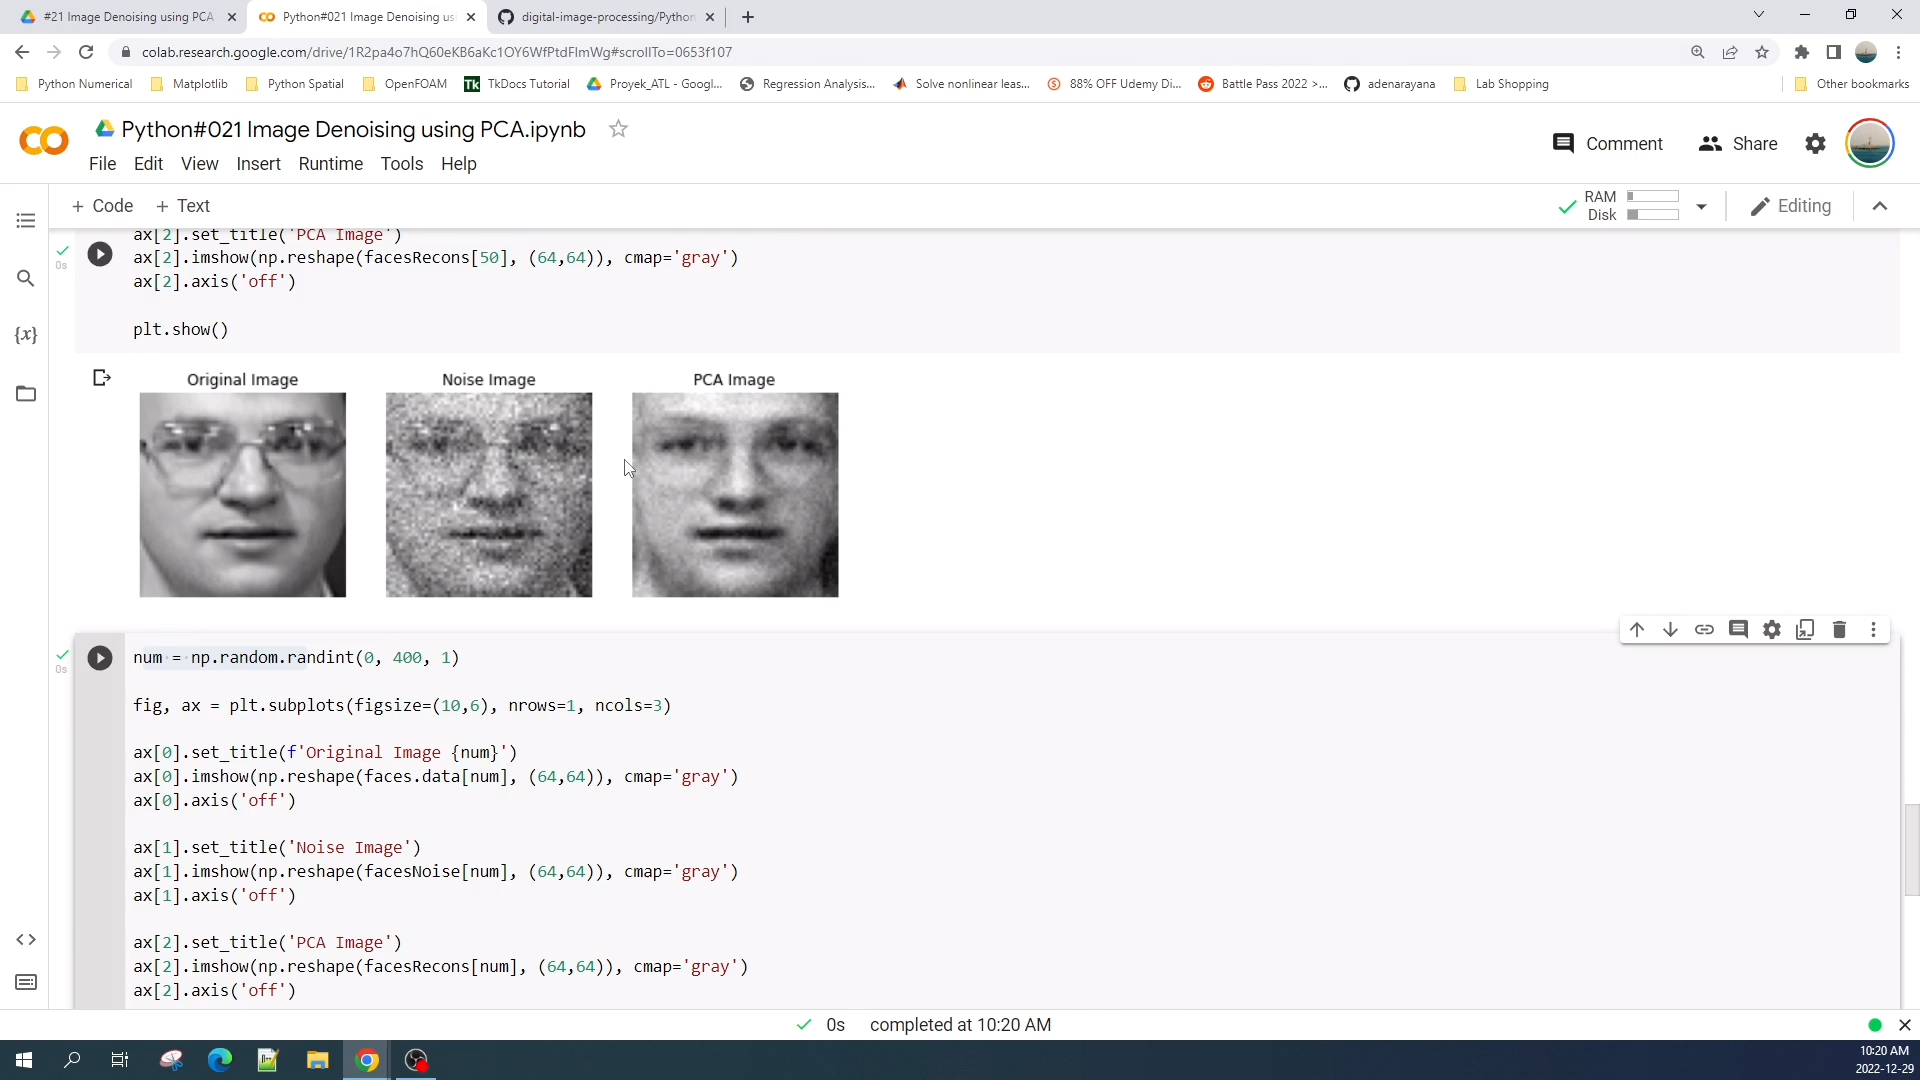 #21 Image Denoising using PCA
Python#021 Image Denoising us
digital-image-processing/Python
colab.research.google.com/drive/1R2pa4o7hQ60eKB6aKc1OY6WfPtdFlmWg#scrollTo=0653f107
Python Numerical
Matplotlib
Python Spatial
OpenFOAM
Tk
TkDocs Tutorial
Proyek_ATL - Googl...
Regression Analysis...
Solve nonlinear leas...
88% OFF Udemy Di...
Battle Pass 2022 >...
adenarayana
Lab Shopping
Other bookmarks
Python#021 Image Denoising using PCA.ipynb
Comment
Share
File Edit View Insert Runtime Tools Help
+ Code + Text
RAM
Disk
Editing
ax[2].set_title('PCA Image')
ax[2].imshow(np.reshape(facesRecons[50], (64,64)), cmap='gray')
0s
ax[2].axis('off')
plt.show()
{x}
Original Image
Noise Image
PCA Image
num = np.random.randint(0, 400, 1)
0s
fig, ax = plt.subplots(figsize=(10,6), nrows=1, ncols=3)
ax[0].set_title(f'Original Image {num}')
ax[0].imshow(np.reshape(faces.data[num], (64,64)), cmap='gray')
ax[0].axis('off')
ax[1].set_title('Noise Image')
ax[1].imshow(np.reshape(facesNoise[num], (64,64)), cmap='gray')
ax[1].axis('off')
ax[2].set_title('PCA Image')
ax[2].imshow(np.reshape(facesRecons[num], (64,64)), cmap='gray')
ax[2].axis('off')
0s completed at 10:20 AM
10:20 AM
2022-12-29